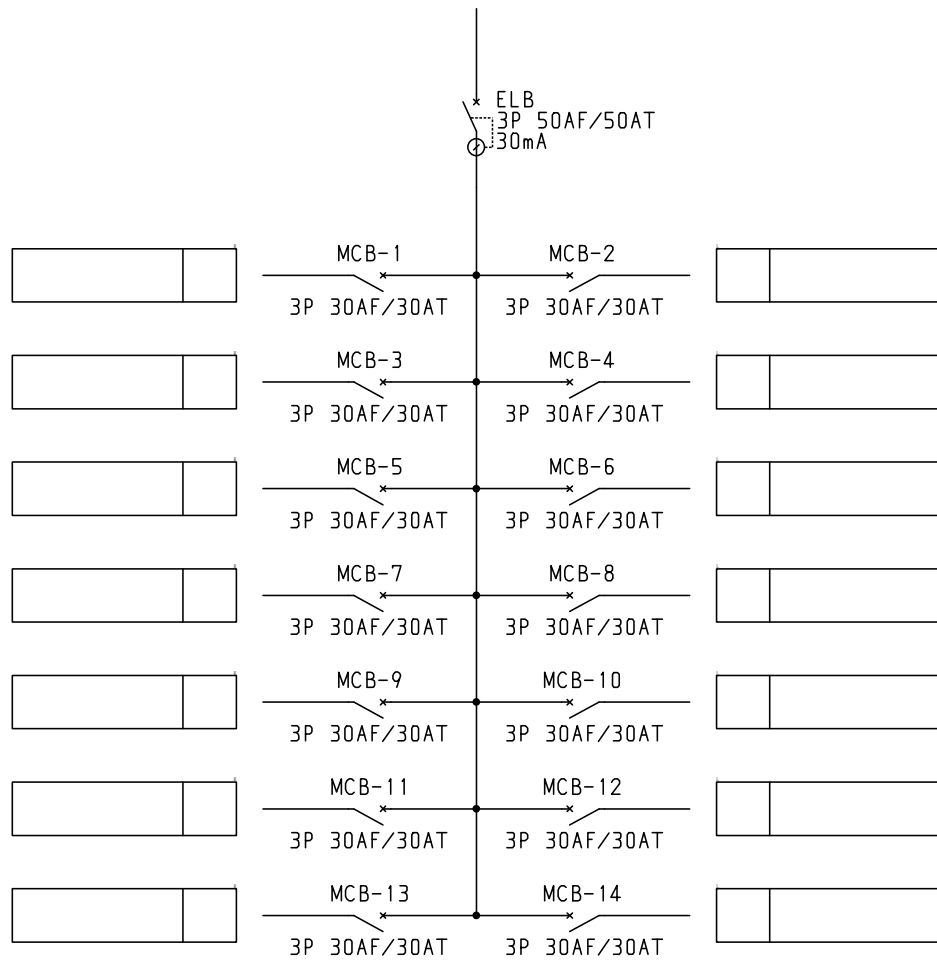 ELB
3P 50AF/50AT
30mA
MCB-1 MCB-2
3P 30AF/30AT 3P 30AF/30AT
MCB-3 MCB-4
3P 30AF/30AT 3P 30AF/30AT
MCB-5 MCB-6
3P 30AF/30AT 3P 30AF/30AT
MCB-7 MCB-8
3P 30AF/30AT 3P 30AF/30AT
MCB-9 MCB-10
3P 30AF/30AT 3P 30AF/30AT
MCB-11 MCB-12
3P 30AF/30AT 3P 30AF/30AT
MCB-13 MCB-14
3P 30AF/30AT 3P 30AF/30AT